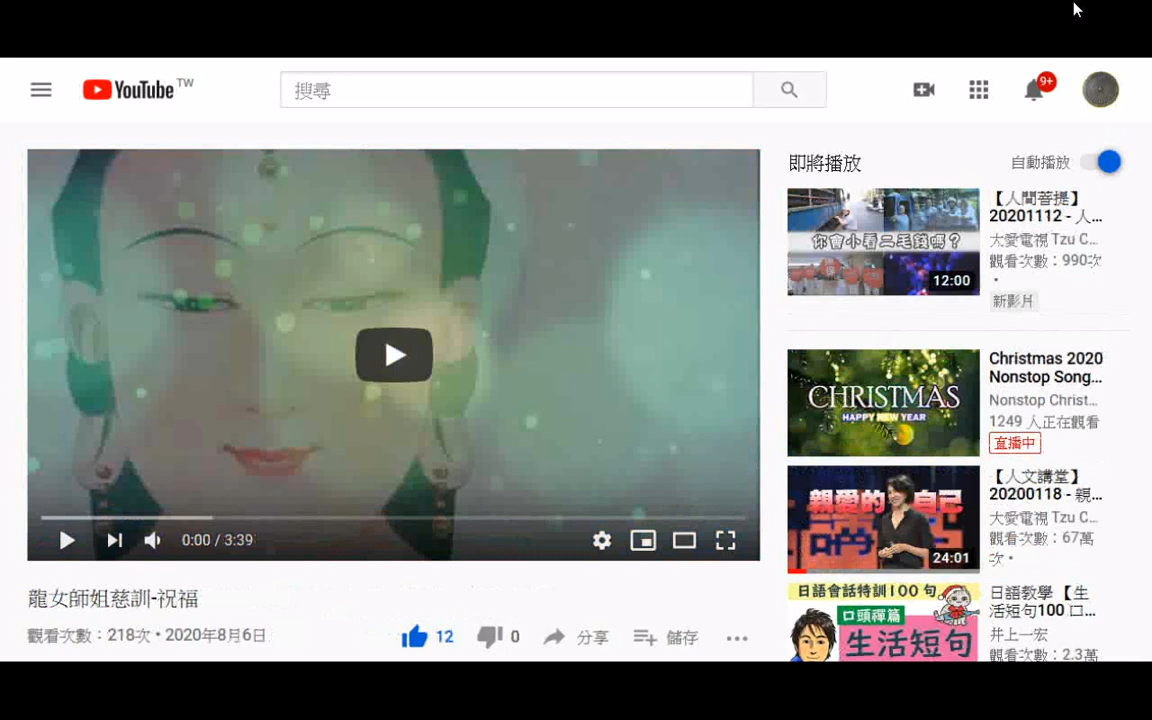 YouTube TW
搜尋
9+
即將播放
自動播放
你會小看二毛錢嗎？
12:00
【人間菩提】
20201112 - 人...
大愛電視 Tzu C...
觀看次數：990次
•
新影片
CHRISTMAS
HAPPY NEW YEAR
Christmas 2020
Nonstop Song...
Nonstop Christ...
1249 人正在觀看
直播中
親愛的 自己
講
24:01
【人文講堂】
20200118 - 親...
大愛電視 Tzu C...
觀看次數：67萬
次 •
日語會話特訓100句
口頭禪篇
生活短句
日語教學 【生
活短句100 口...
井上一宏
觀看次數：2.3萬
0:00 / 3:39
龍女師姐慈訓-祝福
觀看次數：218次 • 2020年8月6日
12
0
分享
儲存